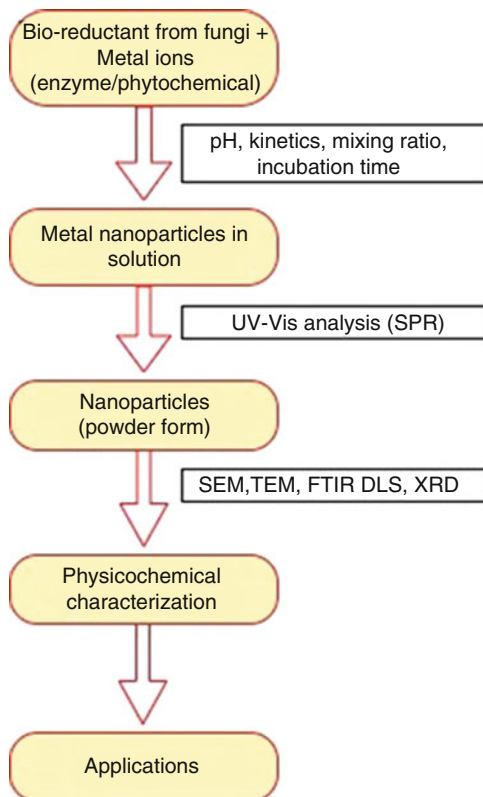 Bio-reductant from fungi +
Metal ions
(enzyme/phytochemical)
pH, kinetics, mixing ratio,
incubation time
Metal nanoparticles in
solution
UV-Vis analysis (SPR)
Nanoparticles
(powder form)
SEM,TEM, FTIR DLS, XRD
Physicochemical
characterization
Applications